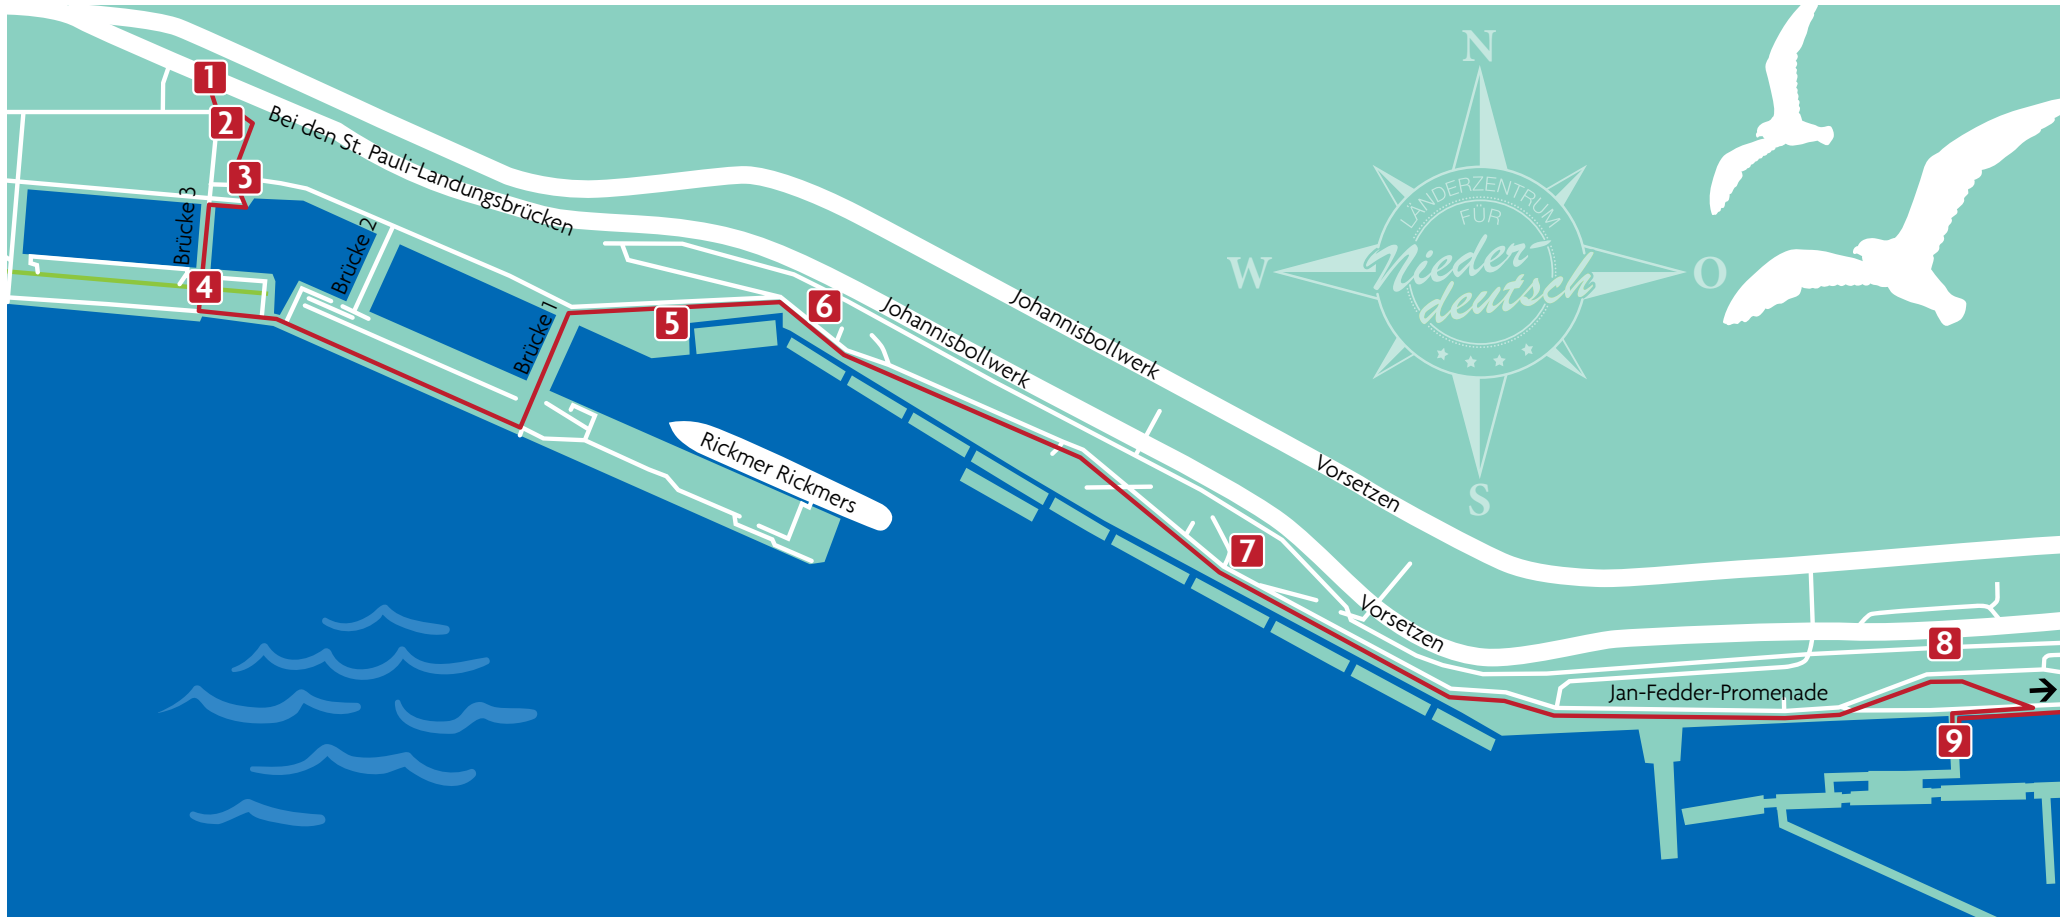 1
2
3
4
5
6
7
8
9
Bei den St. Pauli-Landungsbrücken
Brücke 3
Brücke 2
Brücke 1
Rickmer Rickmers
Johannisbollwerk
Johannisbollwerk
Vorsetzen
Vorsetzen
Jan-Fedder-Promenade
N
W
O
S
LÄNDERZENTRUM
FÜR
Nieder-
deutsch